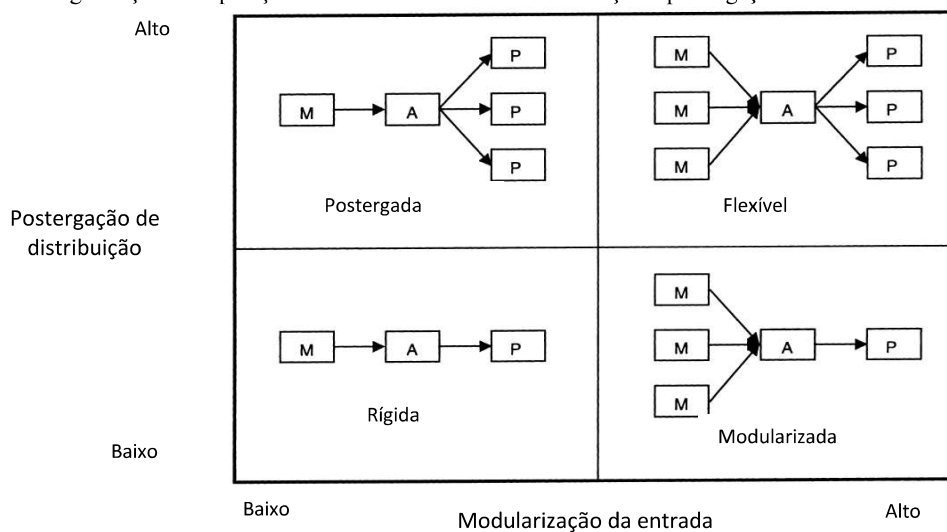 Alto
P
M
M A P
P
Postergada
P
M A P
M P
Flexível
Postergação de
distribuição
M A P
Rígida
M
M A P
M
Modularizada
Baixo
Baixo
Modularização da entrada
Alto